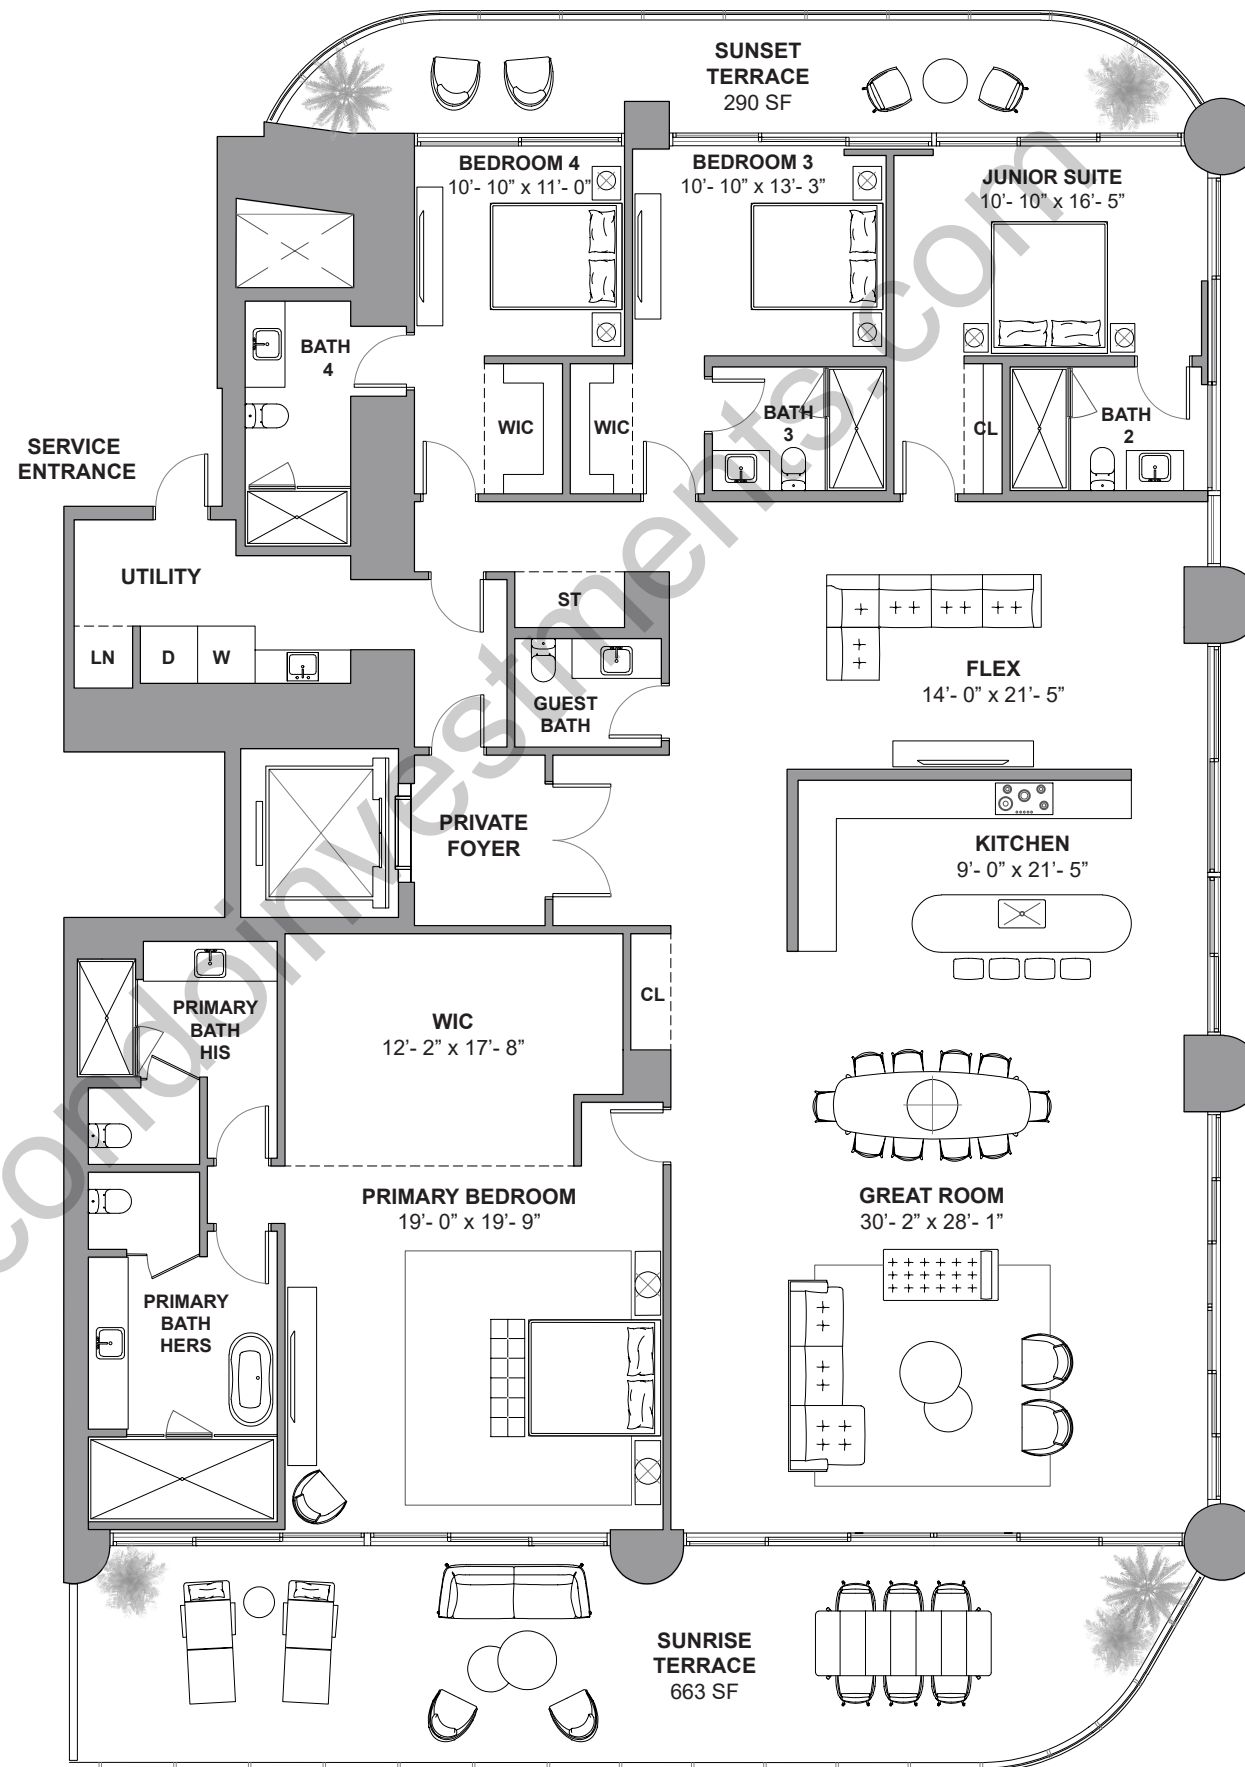 SUNSET
TERRACE
290 SF
BEDROOM 4
10’- 10” x 11’- 0”
BEDROOM 3
10’- 10” x 13’- 3”
JUNIOR SUITE
10’- 10” x 16’- 5”
BATH
4
WIC
WIC
BATH
3
CL
BATH
2
SERVICE
ENTRANCE
UTILITY
LN
D
W
ST
GUEST
BATH
FLEX
14’- 0” x 21’- 5”
PRIVATE
FOYER
KITCHEN
9’- 0” x 21’- 5”
PRIMARY
BATH
HIS
WIC
12’- 2” x 17’- 8”
CL
PRIMARY BEDROOM
19’- 0” x 19’- 9”
GREAT ROOM
30’- 2” x 28’- 1”
PRIMARY
BATH
HERS
SUNRISE
TERRACE
663 SF
condoinvestments.com